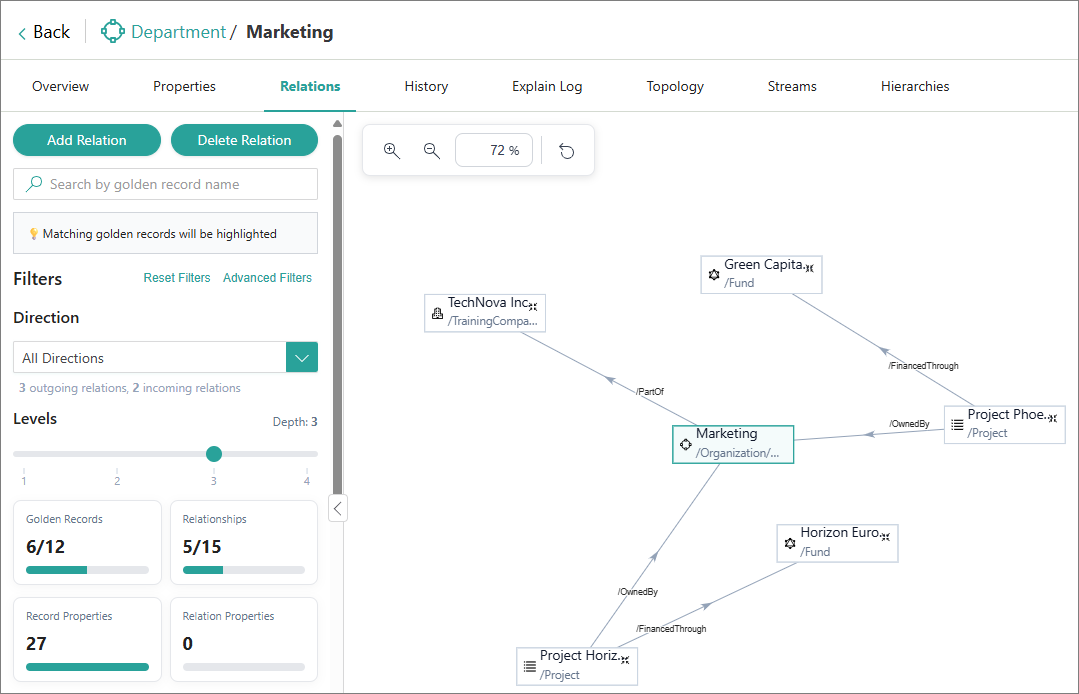 Back
Department / Marketing
Overview Properties Relations History Explain Log Topology Streams Hierarchies
Add Relation Delete Relation
Search by golden record name
Matching golden records will be highlighted
Filters Reset Filters Advanced Filters
Direction
All Directions
3 outgoing relations, 2 incoming relations
Levels Depth: 3
1 2 3 4
Golden Records
6/12
Relationships
5/15
Record Properties
27
Relation Properties
0
72 %
Green Capita...
/Fund
TechNova Inc...
/TrainingCompa...
/FinancedThrough
/PartOf
Project Phoe...
/Project
/OwnedBy
Marketing
/Organization/...
Horizon Euro...
/Fund
/OwnedBy
/FinancedThrough
Project Horiz...
/Project